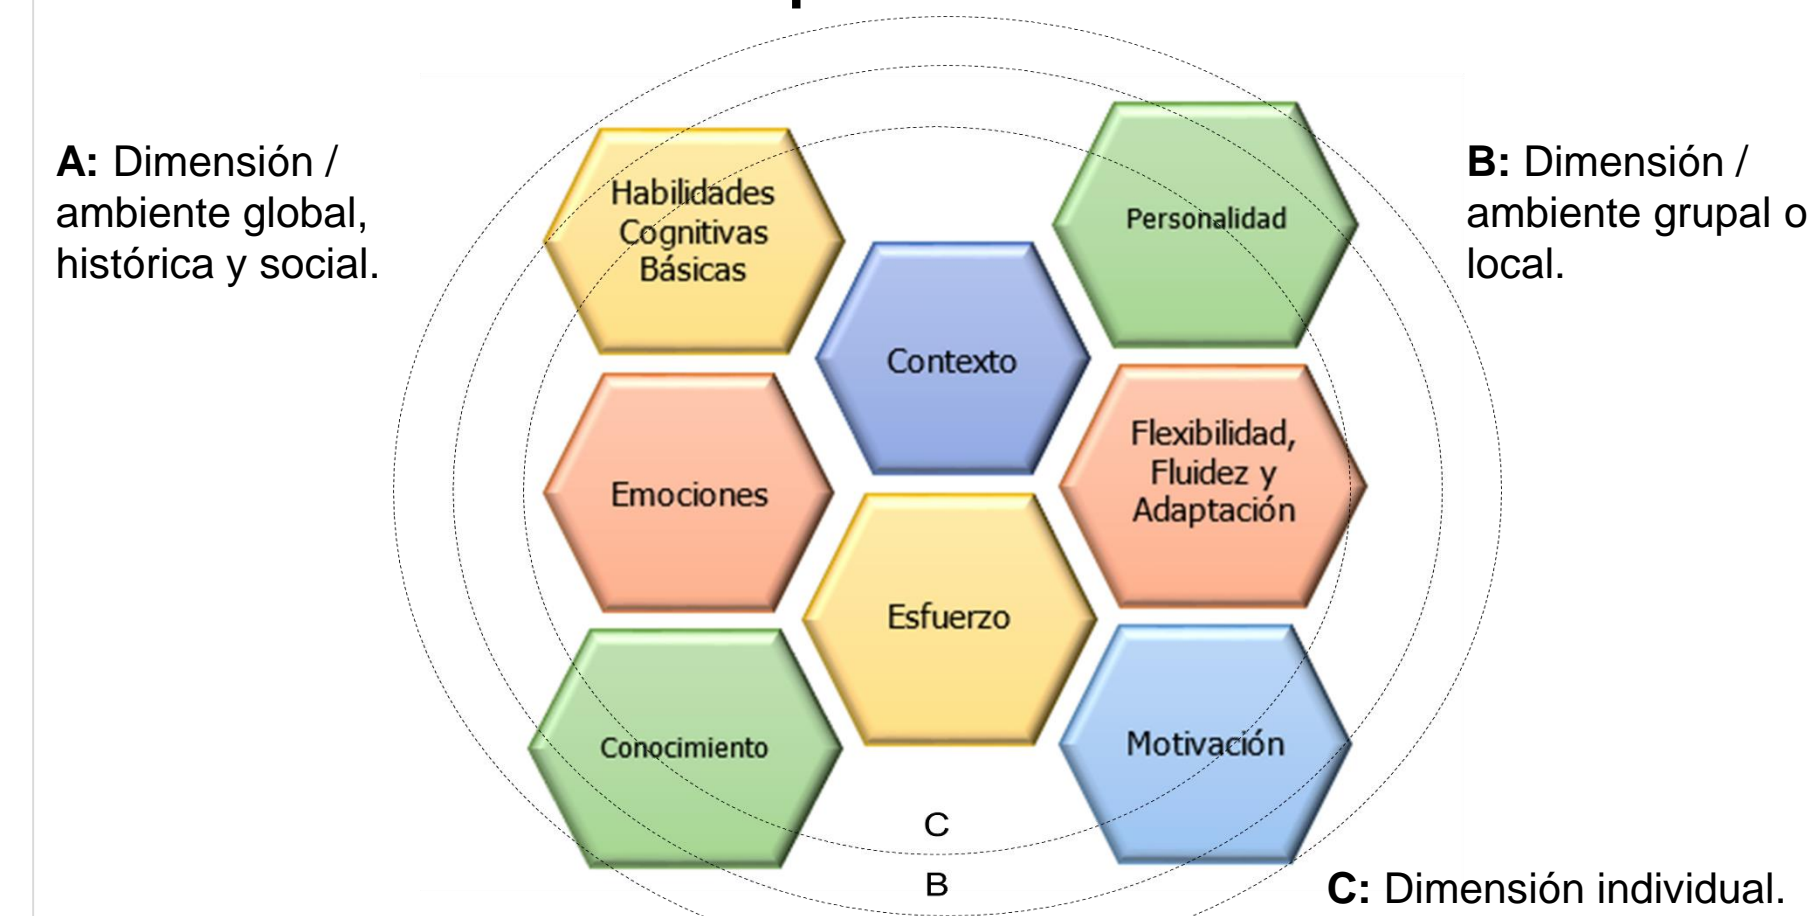 A: Dimensión /
ambiente global,
histórica y social.
B: Dimensión /
ambiente grupal o
local.
Habilidades
Cognitivas
Básicas
Personalidad
Contexto
Emociones
Flexibilidad,
Fluidez y
Adaptación
Esfuerzo
Conocimiento
Motivación
C
B
C: Dimensión individual.